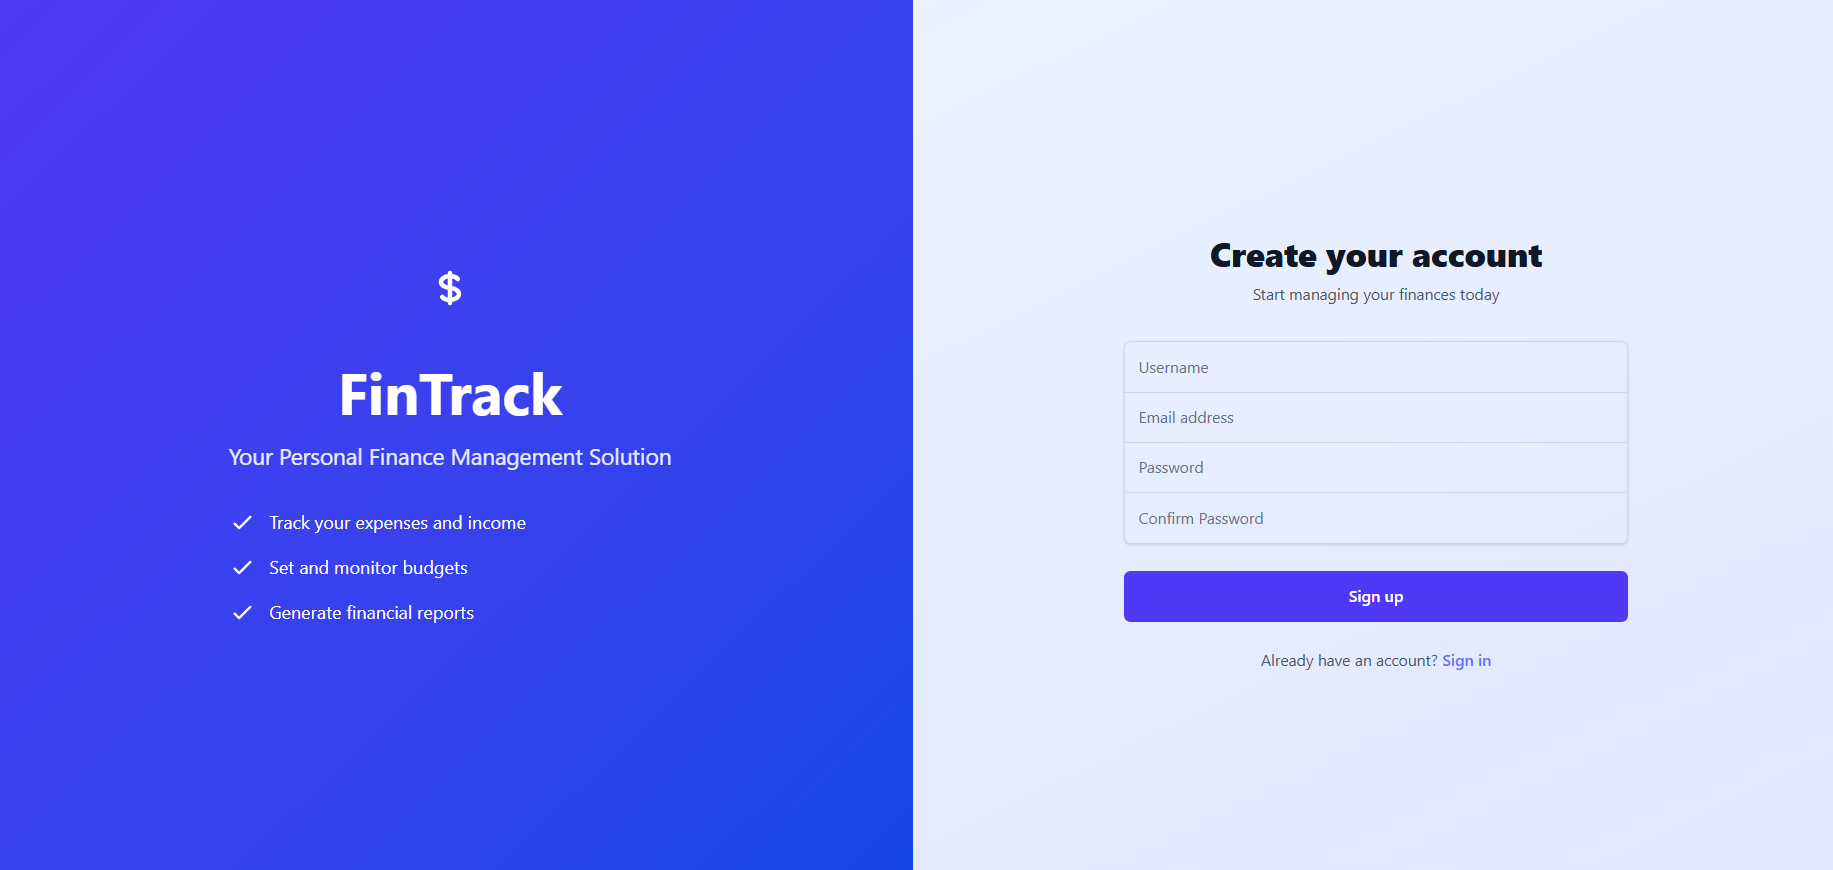 $
FinTrack
Your Personal Finance Management Solution
Track your expenses and income
Set and monitor budgets
Generate financial reports
Create your account
Start managing your finances today
Username
Email address
Password
Confirm Password
Sign up
Already have an account? Sign in